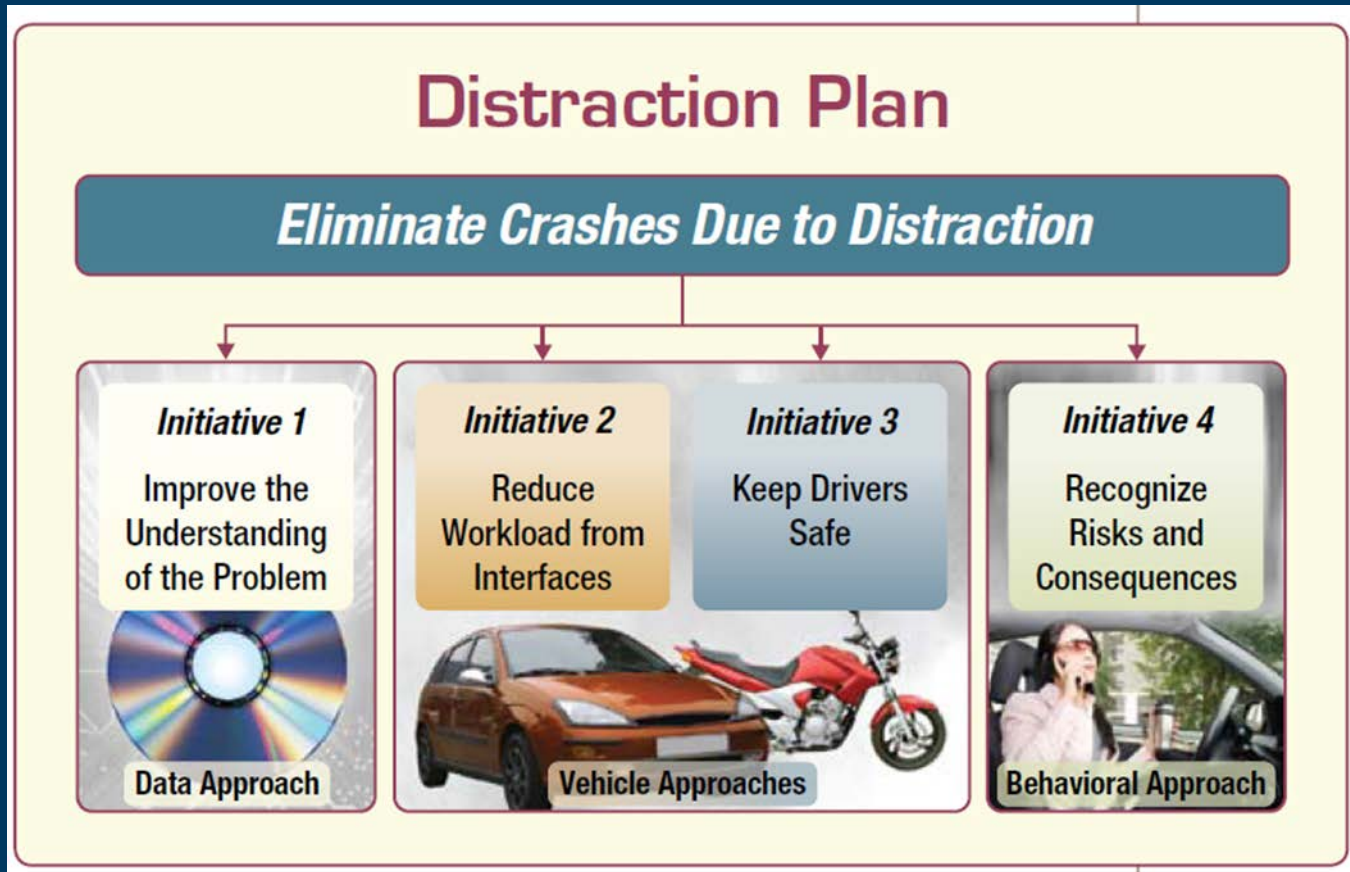 Distraction Plan
Eliminate Crashes Due to Distraction
Initiative 1
Improve the
Understanding
of the Problem
Data Approach
Initiative 2
Reduce
Workload from
Interfaces
Initiative 3
Keep Drivers
Safe
Vehicle Approaches
Initiative 4
Recognize
Risks and
Consequences
Behavioral Approach